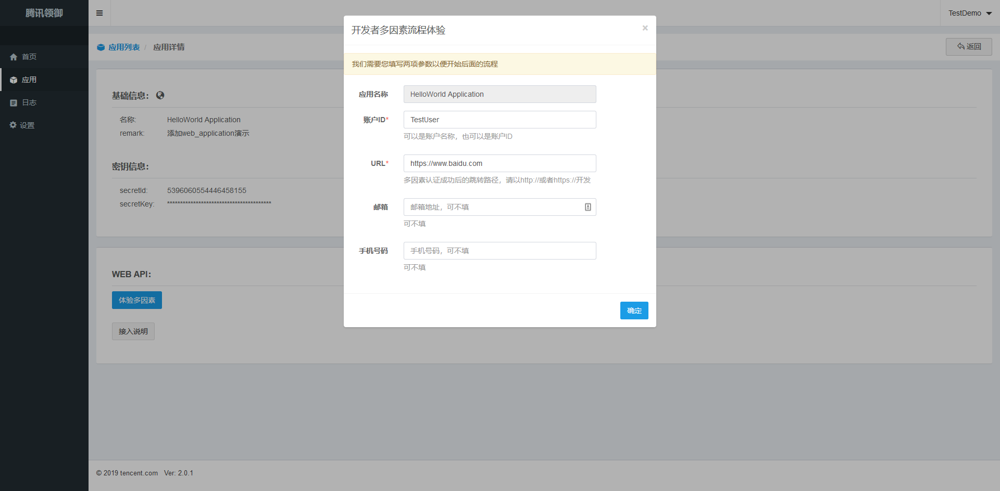 腾讯领御
TestDemo
首页
应用
日志
设置
应用列表 / 应用详情
返回
基础信息：
名称: HelloWorld Application
remark: 添加web_application演示
密钥信息：
secretId: 5396060554446458155
secretKey: ****************************************
WEB API：
体验多因素
接入说明
开发者多因素流程体验
×
我们需要您填写两项参数以便开始后面的流程
应用名称 HelloWorld Application
账户ID* TestUser
可以是账户名称，也可以是账户ID
URL* https://www.baidu.com
多因素认证成功后的跳转路径，请以http://或者https://开发
邮箱 邮箱地址，可不填
可不填
手机号码 手机号码，可不填
可不填
确定
© 2019 tencent.com Ver: 2.0.1